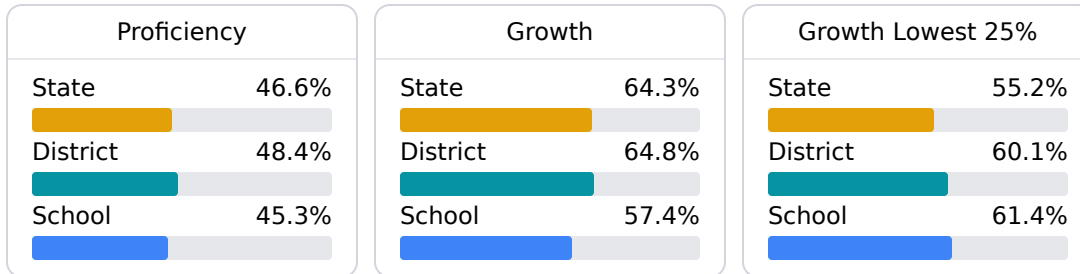 Proficiency
State 46.6%
District 48.4%
School 45.3%
Growth
State 64.3%
District 64.8%
School 57.4%
Growth Lowest 25%
State 55.2%
District 60.1%
School 61.4%